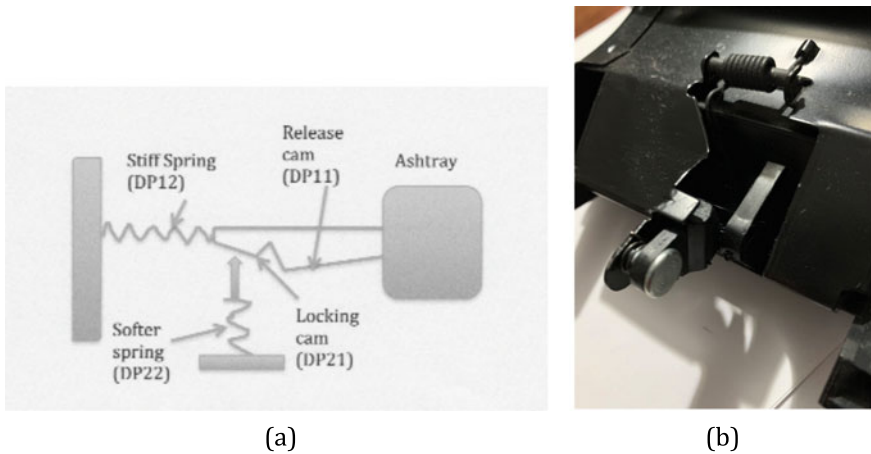 Stiff Spring
(DP12)
Release
cam
(DP11)
Ashtray
Softer
spring
(DP22)
Locking
cam
(DP21)
(a)
(b)